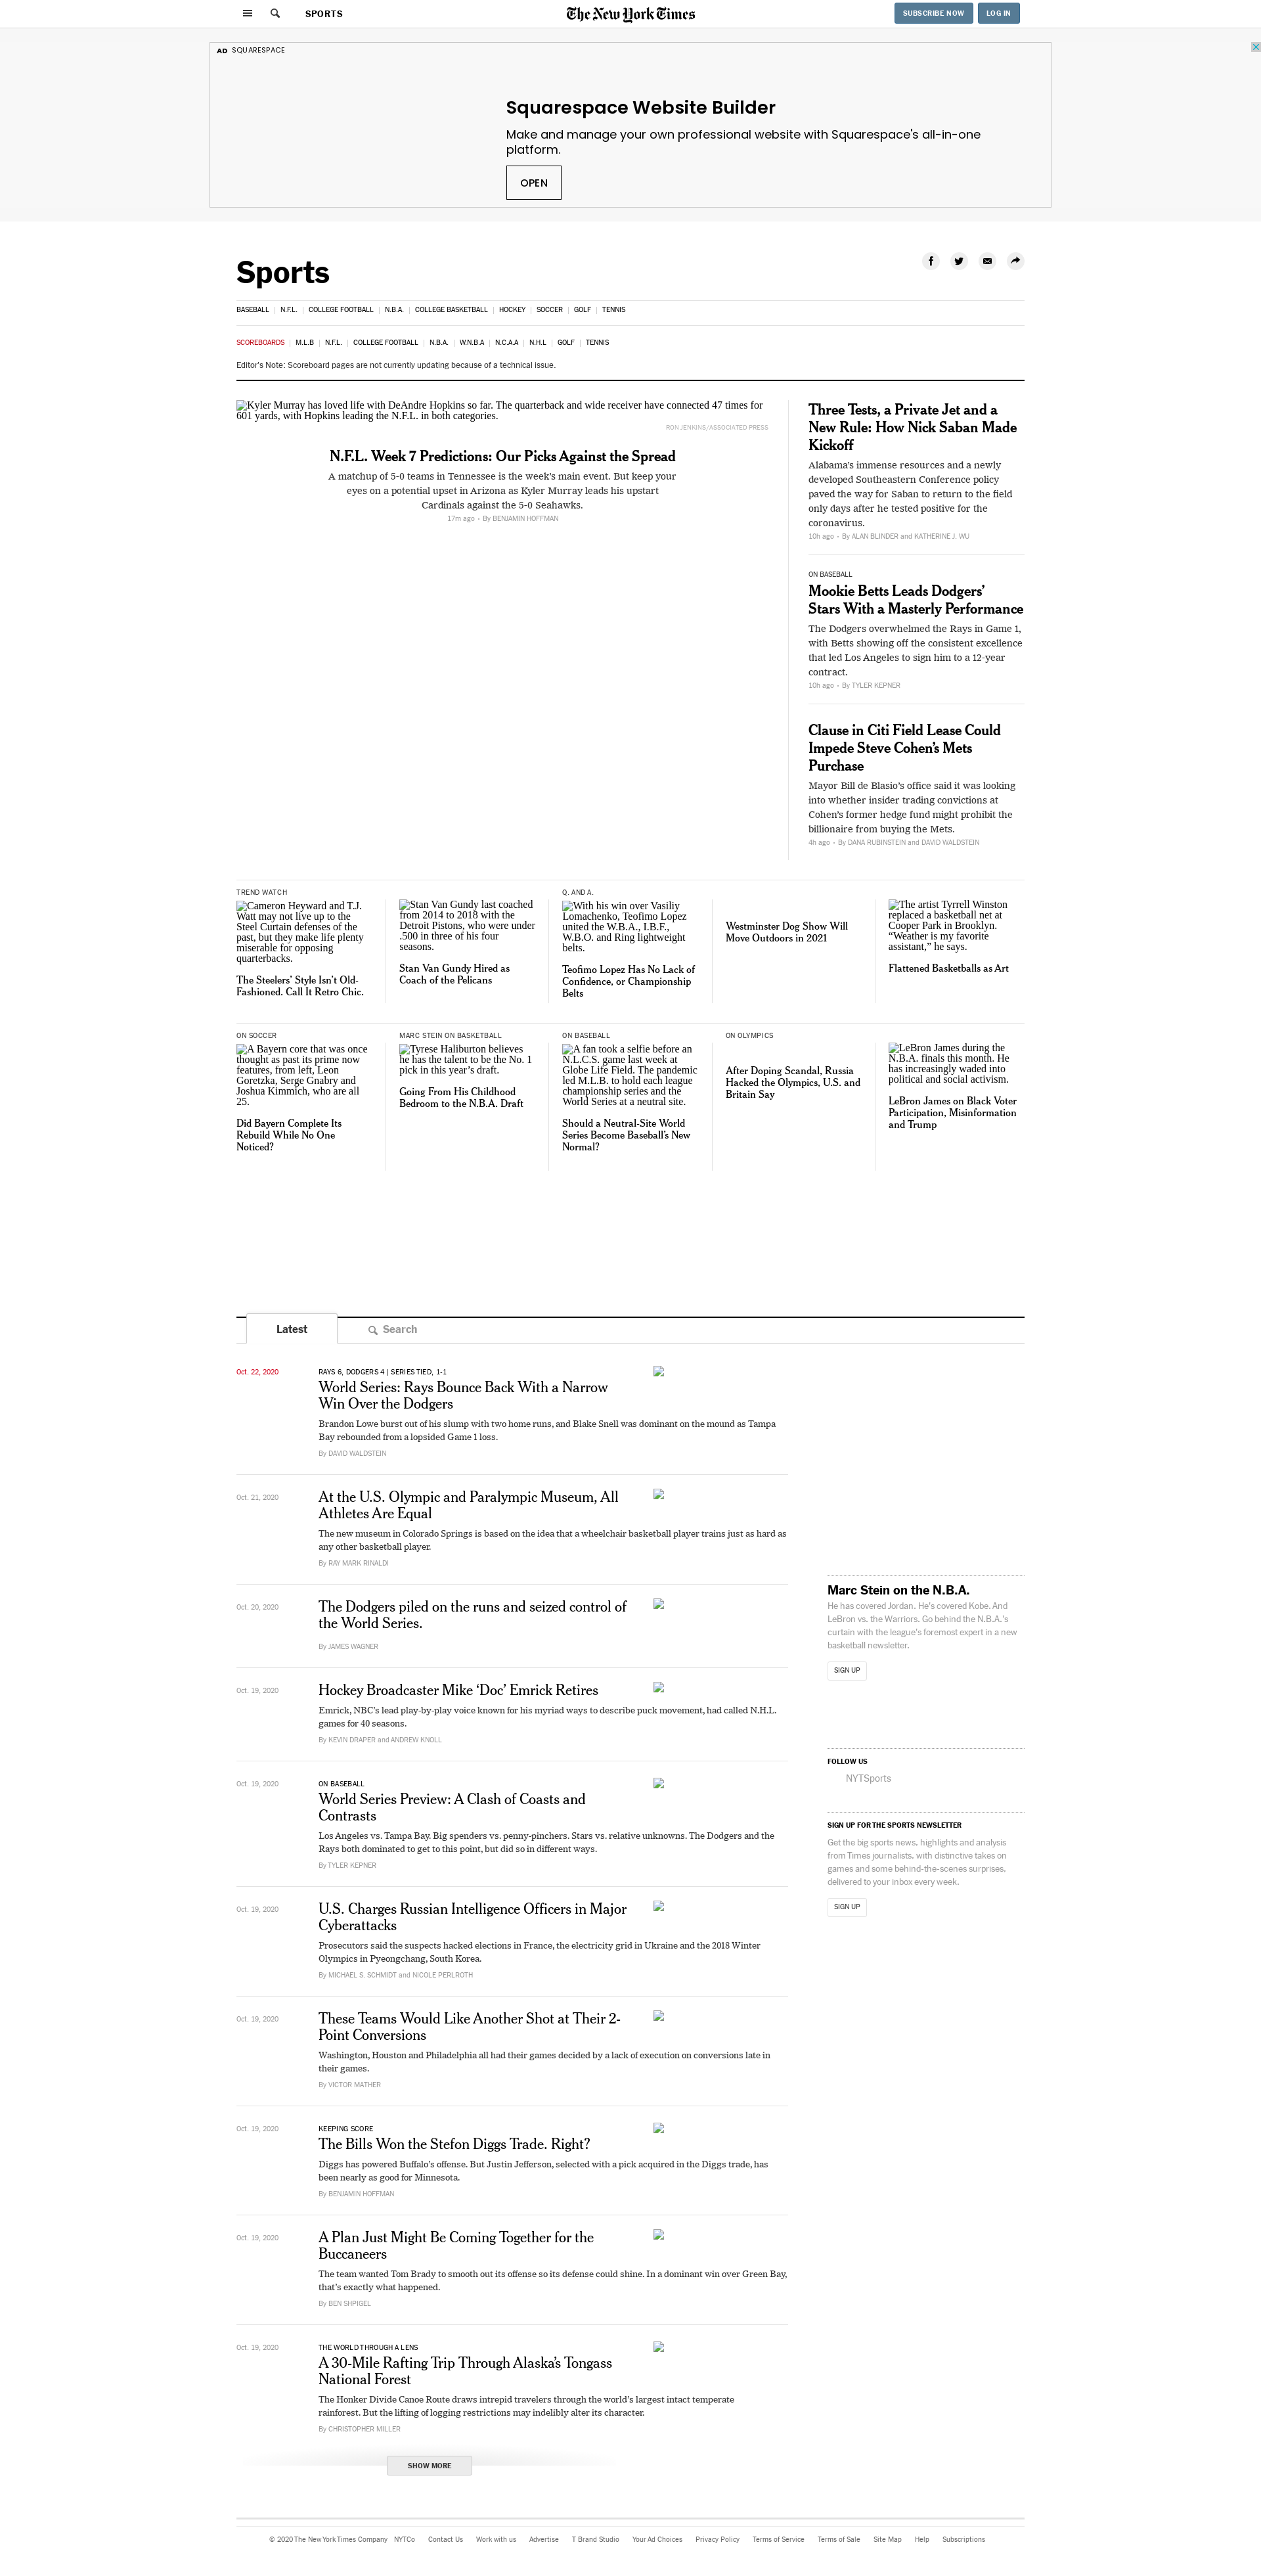 SPORTS
The New York Times
SUBSCRIBE NOW
LOG IN
AD SQUARESPACE
Squarespace Website Builder
Make and manage your own professional website with Squarespace's all-in-one
platform.
OPEN
Sports
BASEBALL | N.F.L. | COLLEGE FOOTBALL | N.B.A. | COLLEGE BASKETBALL | HOCKEY | SOCCER | GOLF | TENNIS
SCOREBOARDS | M.L.B | N.F.L. | COLLEGE FOOTBALL | N.B.A. | W.N.B.A | N.C.A.A | N.H.L | GOLF | TENNIS
Editor's Note: Scoreboard pages are not currently updating because of a technical issue.
Kyler Murray has loved life with DeAndre Hopkins so far. The quarterback and wide receiver have connected 47 times for
601 yards, with Hopkins leading the N.F.L. in both categories.
RON JENKINS/ASSOCIATED PRESS
N.F.L. Week 7 Predictions: Our Picks Against the Spread
A matchup of 5-0 teams in Tennessee is the week's main event. But keep your
eyes on a potential upset in Arizona as Kyler Murray leads his upstart
Cardinals against the 5-0 Seahawks.
17m ago • By BENJAMIN HOFFMAN
Three Tests, a Private Jet and a
New Rule: How Nick Saban Made
Kickoff
Alabama's immense resources and a newly
developed Southeastern Conference policy
paved the way for Saban to return to the field
only days after he tested positive for the
coronavirus.
10h ago • By ALAN BLINDER and KATHERINE J. WU
ON BASEBALL
Mookie Betts Leads Dodgers'
Stars With a Masterly Performance
The Dodgers overwhelmed the Rays in Game 1,
with Betts showing off the consistent excellence
that led Los Angeles to sign him to a 12-year
contract.
10h ago • By TYLER KEPNER
Clause in Citi Field Lease Could
Impede Steve Cohen's Mets
Purchase
Mayor Bill de Blasio's office said it was looking
into whether insider trading convictions at
Cohen's former hedge fund might prohibit the
billionaire from buying the Mets.
4h ago • By DANA RUBINSTEIN and DAVID WALDSTEIN
TREND WATCH
Cameron Heyward and T.J.
Watt may not live up to the
Steel Curtain defenses of the
past, but they make life plenty
miserable for opposing
quarterbacks.
The Steelers' Style Isn't Old-
Fashioned. Call It Retro Chic.
Stan Van Gundy last coached
from 2014 to 2018 with the
Detroit Pistons, who were under
.500 in three of his four
seasons.
Stan Van Gundy Hired as
Coach of the Pelicans
Q. AND A.
With his win over Vasiliy
Lomachenko, Teofimo Lopez
united the W.B.A., I.B.F.,
W.B.O. and Ring lightweight
belts.
Teofimo Lopez Has No Lack of
Confidence, or Championship
Belts
Westminster Dog Show Will
Move Outdoors in 2021
The artist Tyrrell Winston
replaced a basketball net at
Cooper Park in Brooklyn.
“Weather is my favorite
assistant,” he says.
Flattened Basketballs as Art
ON SOCCER
A Bayern core that was once
thought as past its prime now
features, from left, Leon
Goretzka, Serge Gnabry and
Joshua Kimmich, who are all
25.
Did Bayern Complete Its
Rebuild While No One
Noticed?
MARC STEIN ON BASKETBALL
Tyrese Haliburton believes
he has the talent to be the No. 1
pick in this year's draft.
Going From His Childhood
Bedroom to the N.B.A. Draft
ON BASEBALL
A fan took a selfie before an
N.L.C.S. game last week at
Globe Life Field. The pandemic
led M.L.B. to hold each league
championship series and the
World Series at a neutral site.
Should a Neutral-Site World
Series Become Baseball's New
Normal?
ON OLYMPICS
After Doping Scandal, Russia
Hacked the Olympics, U.S. and
Britain Say
LeBron James during the
N.B.A. finals this month. He
has increasingly waded into
political and social activism.
LeBron James on Black Voter
Participation, Misinformation
and Trump
Latest
Search
Oct. 22, 2020
RAYS 6, DODGERS 4 | SERIES TIED, 1-1
World Series: Rays Bounce Back With a Narrow
Win Over the Dodgers
Brandon Lowe burst out of his slump with two home runs, and Blake Snell was dominant on the mound as Tampa
Bay rebounded from a lopsided Game 1 loss.
By DAVID WALDSTEIN
Oct. 21, 2020
At the U.S. Olympic and Paralympic Museum, All
Athletes Are Equal
The new museum in Colorado Springs is based on the idea that a wheelchair basketball player trains just as hard as
any other basketball player.
By RAY MARK RINALDI
Oct. 20, 2020
The Dodgers piled on the runs and seized control of
the World Series.
By JAMES WAGNER
Oct. 19, 2020
Hockey Broadcaster Mike ‘Doc’ Emrick Retires
Emrick, NBC's lead play-by-play voice known for his myriad ways to describe puck movement, had called N.H.L.
games for 40 seasons.
By KEVIN DRAPER and ANDREW KNOLL
Oct. 19, 2020
ON BASEBALL
World Series Preview: A Clash of Coasts and
Contrasts
Los Angeles vs. Tampa Bay. Big spenders vs. penny-pinchers. Stars vs. relative unknowns. The Dodgers and the
Rays both dominated to get to this point, but did so in different ways.
By TYLER KEPNER
Oct. 19, 2020
U.S. Charges Russian Intelligence Officers in Major
Cyberattacks
Prosecutors said the suspects hacked elections in France, the electricity grid in Ukraine and the 2018 Winter
Olympics in Pyeongchang, South Korea.
By MICHAEL S. SCHMIDT and NICOLE PERLROTH
Oct. 19, 2020
These Teams Would Like Another Shot at Their 2-
Point Conversions
Washington, Houston and Philadelphia all had their games decided by a lack of execution on conversions late in
their games.
By VICTOR MATHER
Oct. 19, 2020
KEEPING SCORE
The Bills Won the Stefon Diggs Trade. Right?
Diggs has powered Buffalo's offense. But Justin Jefferson, selected with a pick acquired in the Diggs trade, has
been nearly as good for Minnesota.
By BENJAMIN HOFFMAN
Oct. 19, 2020
A Plan Just Might Be Coming Together for the
Buccaneers
The team wanted Tom Brady to smooth out its offense so its defense could shine. In a dominant win over Green Bay,
that's exactly what happened.
By BEN SHPIGEL
Oct. 19, 2020
THE WORLD THROUGH A LENS
A 30-Mile Rafting Trip Through Alaska's Tongass
National Forest
The Honker Divide Canoe Route draws intrepid travelers through the world's largest intact temperate
rainforest. But the lifting of logging restrictions may indelibly alter its character.
By CHRISTOPHER MILLER
SHOW MORE
Marc Stein on the N.B.A.
He has covered Jordan. He's covered Kobe. And
LeBron vs. the Warriors. Go behind the N.B.A.'s
curtain with the league's foremost expert in a new
basketball newsletter.
SIGN UP
FOLLOW US
NYTSports
SIGN UP FOR THE SPORTS NEWSLETTER
Get the big sports news, highlights and analysis
from Times journalists, with distinctive takes on
games and some behind-the-scenes surprises,
delivered to your inbox every week.
SIGN UP
© 2020 The New York Times Company NYTCo Contact Us Work with us Advertise T Brand Studio Your Ad Choices Privacy Policy Terms of Service Terms of Sale Site Map Help Subscriptions